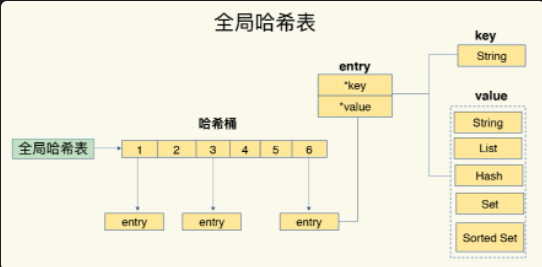 全局哈希表
key
String
entry
*key
*value
value
String
List
Hash
Set
Sorted Set
哈希桶
全局哈希表
1 2 3 4 5 6
entry entry entry